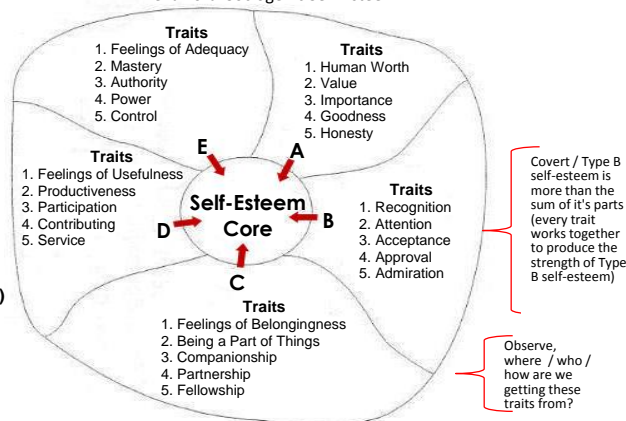 Traits
1. Feelings of Adequacy
2. Mastery
3. Authority
4. Power
5. Control
Traits
1. Human Worth
2. Value
3. Importance
4. Goodness
5. Honesty
E
A
Traits
1. Feelings of Usefulness
2. Productiveness
3. Participation
4. Contributing
5. Service
Self-Esteem
Core
D
B
C
Traits
1. Recognition
2. Attention
3. Acceptance
4. Approval
5. Admiration
Traits
1. Feelings of Belongingness
2. Being a Part of Things
3. Companionship
4. Partnership
5. Fellowship
Covert / Type B
self-esteem is
more than the
sum of it's parts
(every trait
works together
to produce the
strength of Type
B self-esteem)
Observe,
where / who /
how are we
getting these
traits from?
)